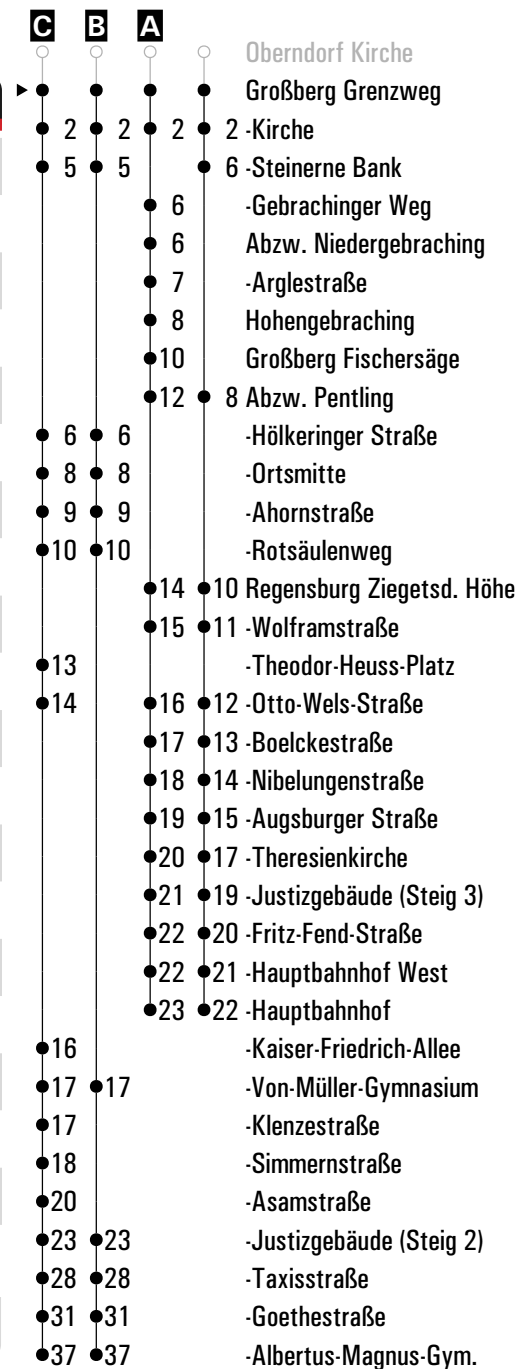 C B A
Oberndorf Kirche
Großberg Grenzweg
2 2 2 2 -Kirche
5 5 6 -Steinerne Bank
6 -Gebrachinger Weg
6 Abzw. Niedergebraching
7 -Arglestraße
8 Hohengebraching
10 Großberg Fischersäge
12 8 Abzw. Pentling
6 6 -Hölkeringer Straße
8 8 -Ortsmitte
9 9 -Ahornstraße
10 10 -Rotsäulenweg
14 10 Regensburg Ziegetsd. Höhe
15 11 -Wolframstraße
13 -Theodor-Heuss-Platz
14 16 12 -Otto-Wels-Straße
17 13 -Boelckestraße
18 14 -Nibelungenstraße
19 15 -Augsburger Straße
20 17 -Theresienkirche
21 19 -Justizgebäude (Steig 3)
22 20 -Fritz-Fend-Straße
22 21 -Hauptbahnhof West
23 22 -Hauptbahnhof
16 -Kaiser-Friedrich-Allee
17 17 -Von-Müller-Gymnasium
17 -Klenzestraße
18 -Simmernstraße
20 -Asamstraße
23 23 -Justizgebäude (Steig 2)
28 28 -Taxisstraße
31 31 -Goethestraße
37 37 -Albertus-Magnus-Gym.